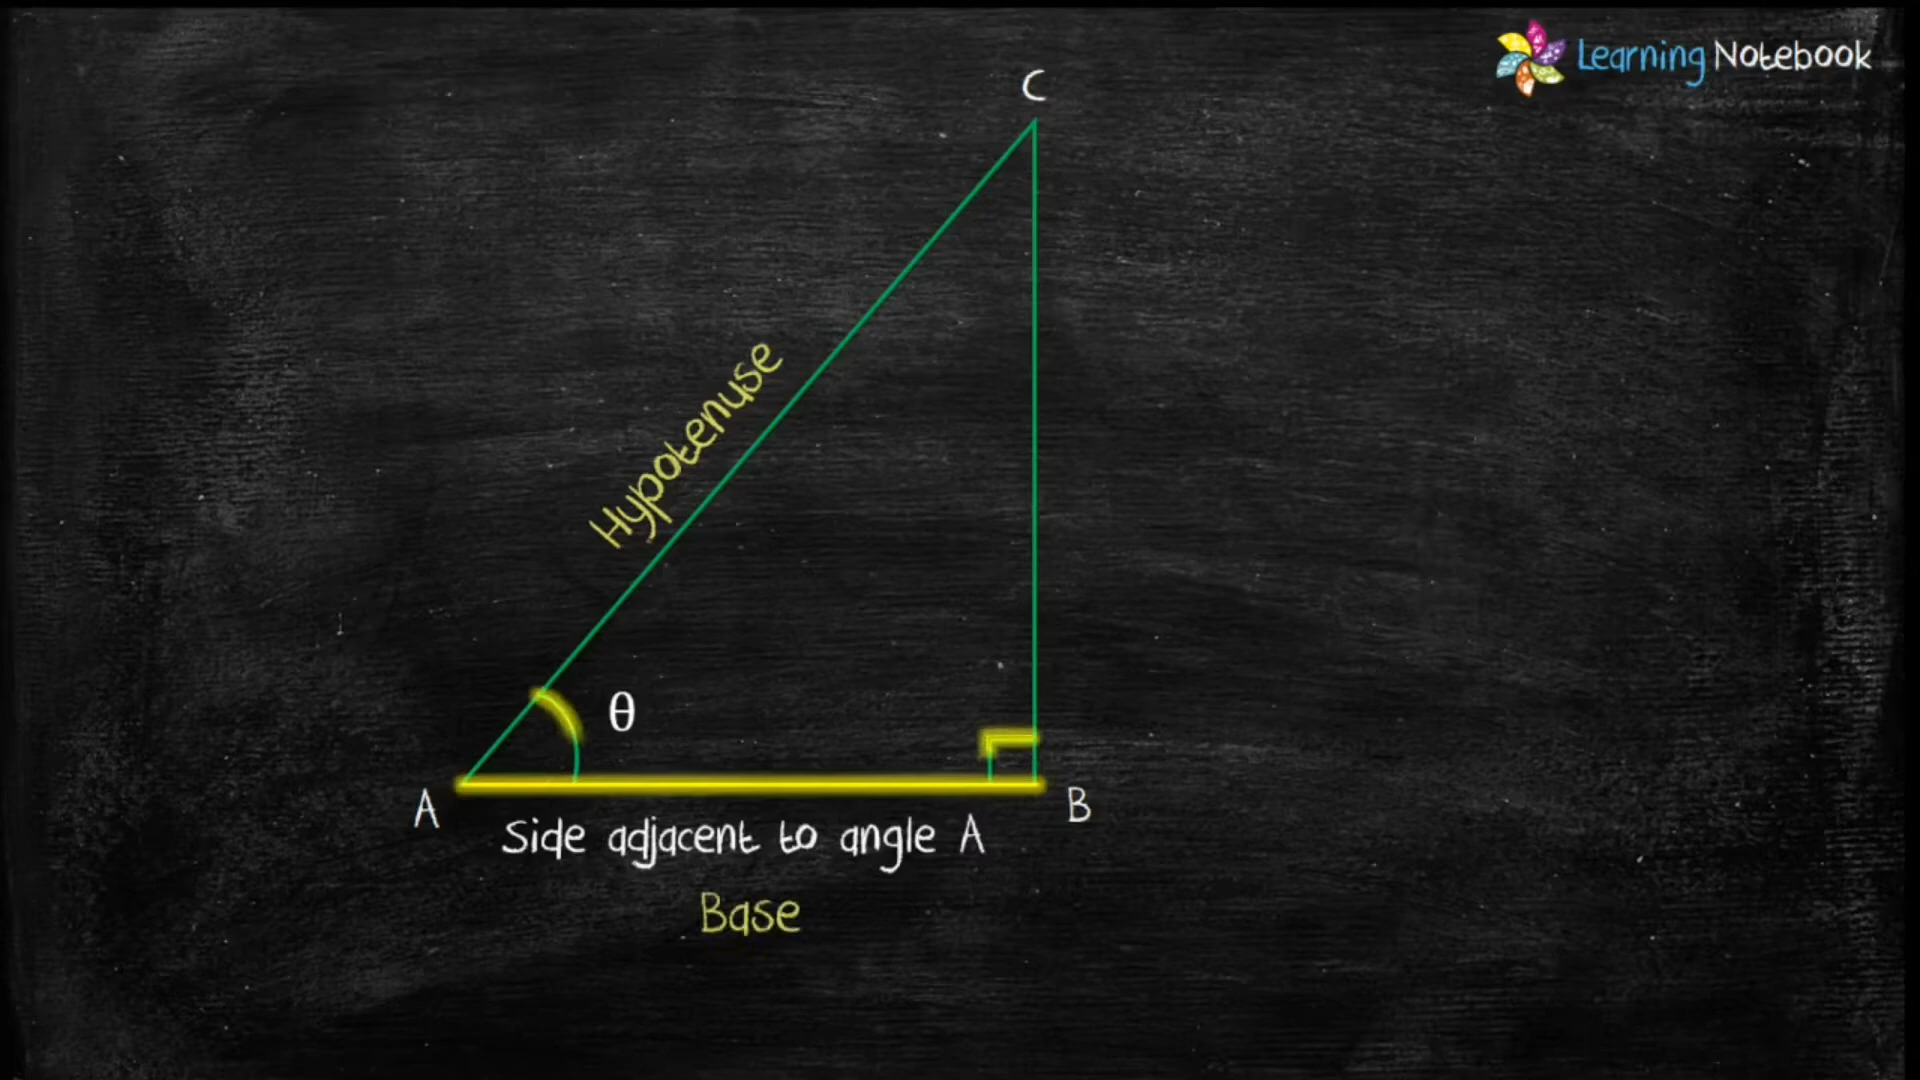 Learning Notebook
C
Hypotenuse
θ
A
B
Side adjacent to angle A
Base